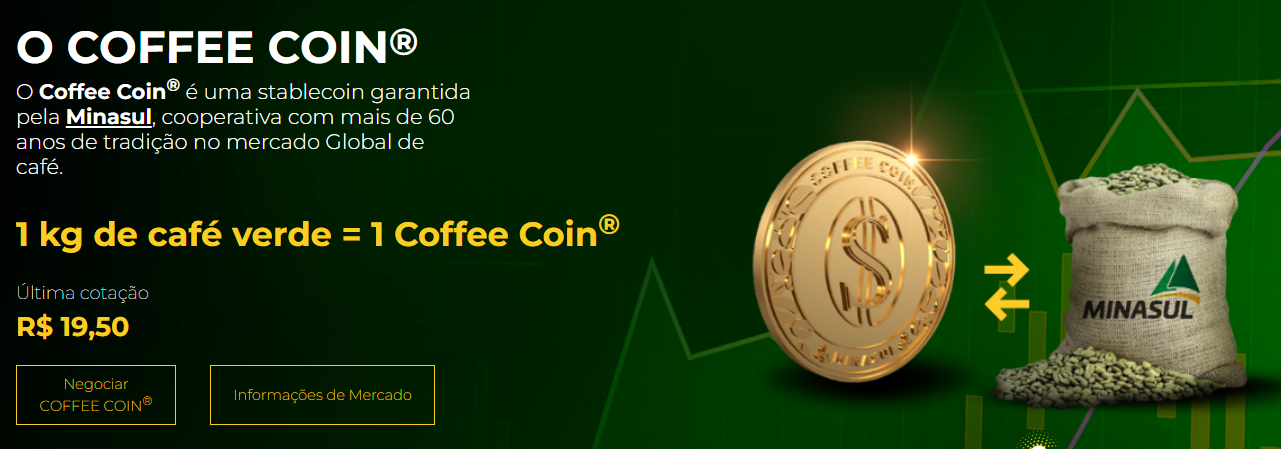 O COFFEE COIN®
O Coffee Coin® é uma stablecoin garantida
pela Minasul, cooperativa com mais de 60
anos de tradição no mercado Global de
café.
1 kg de café verde = 1 Coffee Coin®
Última cotação
R$ 19,50
Negociar
COFFEE COIN®
Informações de Mercado
COFFEE COIN
MINASUL
MINASUL